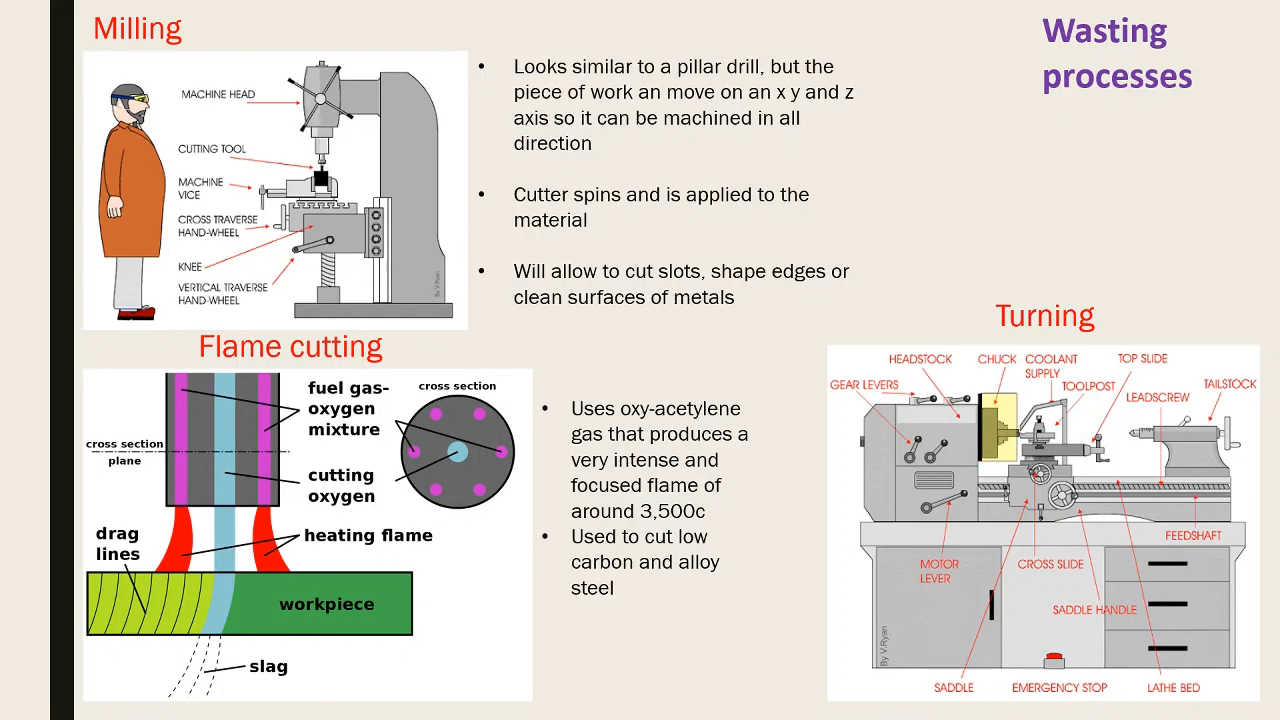 Milling
Wasting
processes
MACHINE HEAD
CUTTING TOOL
MACHINE
VICE
CROSS TRAVERSE
HAND-WHEEL
KNEE
VERTICAL TRAVERSE
HAND-WHEEL
By V.Ryan
• Looks similar to a pillar drill, but the
piece of work an move on an x y and z
axis so it can be machined in all
direction
• Cutter spins and is applied to the
material
• Will allow to cut slots, shape edges or
clean surfaces of metals
Flame cutting
fuel gas-
oxygen
mixture
cross section
cross section
plane
cutting
oxygen
drag
lines
heating flame
workpiece
slag
• Uses oxy-acetylene
gas that produces a
very intense and
focused flame of
around 3,500c
• Used to cut low
carbon and alloy
steel
Turning
HEADSTOCK
CHUCK
COOLANT
SUPPLY
TOP SLIDE
GEAR LEVERS
TOOLPOST
TAILSTOCK
LEADSCREW
FEEDSHAFT
MOTOR
LEVER
CROSS SLIDE
SADDLE HANDLE
By V.Ryan
SADDLE
EMERGENCY STOP
LATHE BED